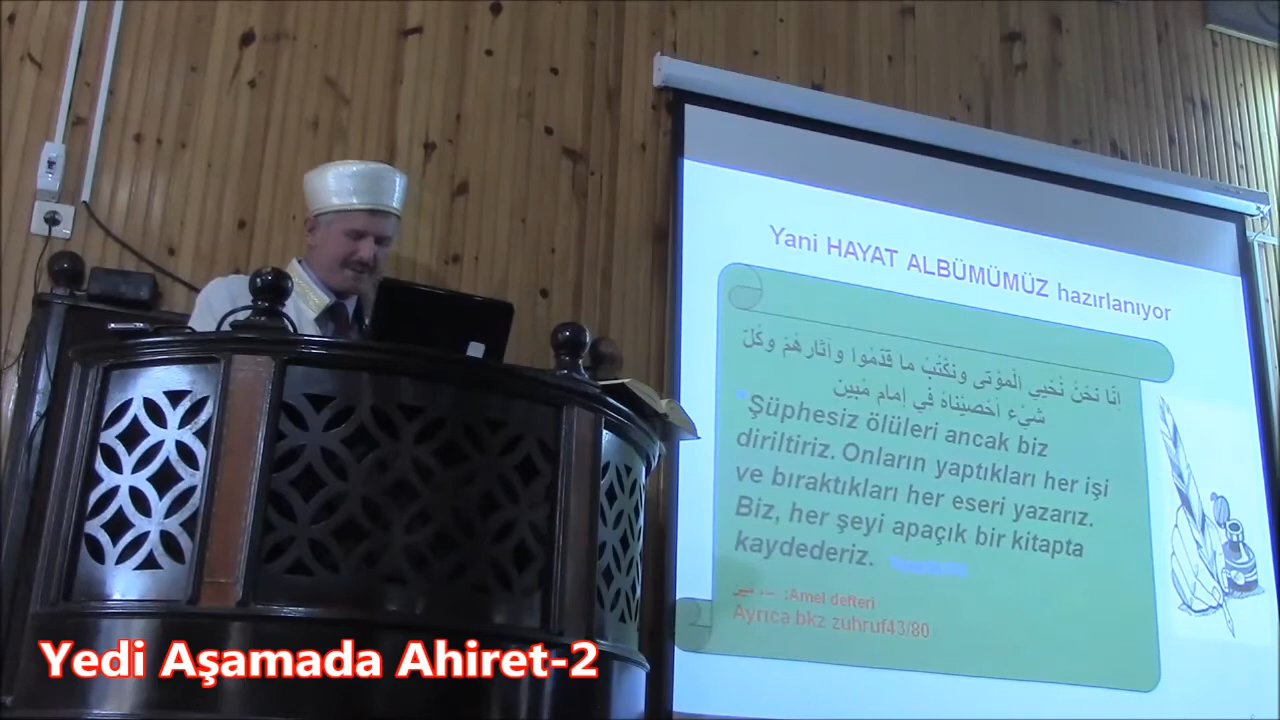 Yani HAYAT ALBÜMÜMÜZ hazırlanıyor
اِنَّا نَحْنُ نُحْيِي الْمَوْتى وَنَكْتُبُ ما قَدَّمُوا وَاٰثَارَهُمْ وَكُلَّ
شَيْءٍ اَحْصَيْنَاهُ فِي اِمَامٍ مُبِينٍ
Şüphesiz ölüleri ancak biz
diriltiriz. Onların yaptıkları her işi
ve bıraktıkları her eseri yazarız.
Biz, her şeyi apaçık bir kitapta
kaydederiz.
:Amel defteri
Ayrıca bkz zuhruf43/80
Yedi Aşamada Ahiret-2